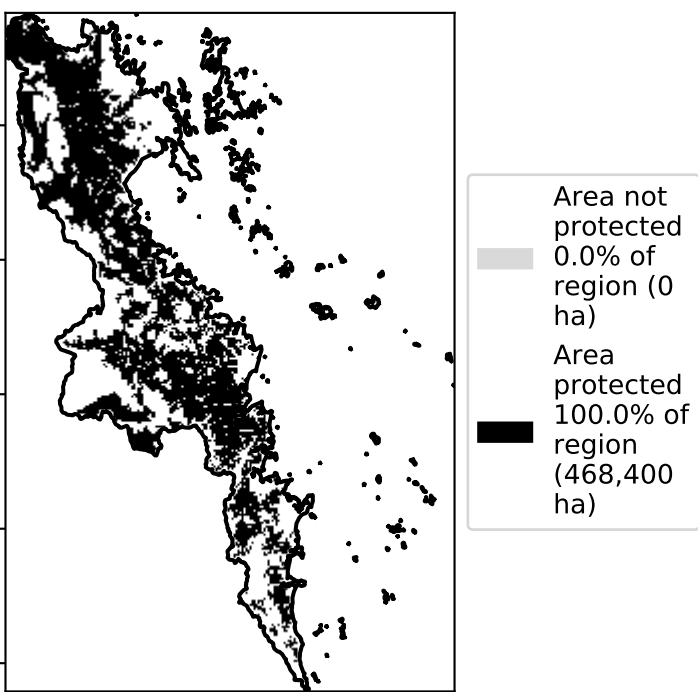 Area not
protected
0.0% of
region (0
ha)
Area
protected
100.0% of
region
(468,400
ha)